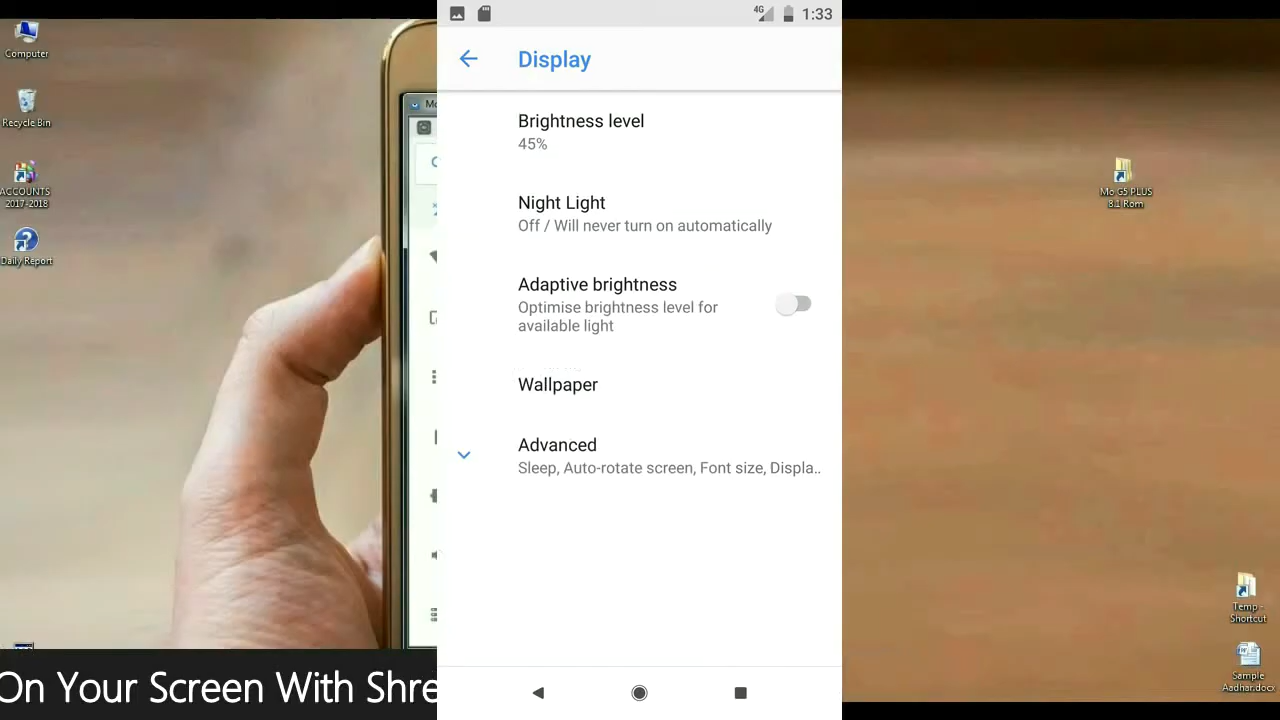 4G 1:33
Display
Brightness level
45%
Night Light
Off / Will never turn on automatically
Adaptive brightness
Optimise brightness level for
available light
Wallpaper
Advanced
Sleep, Auto-rotate screen, Font size, Displa..
Computer
Recycle Bin
ACCOUNTS
2017-2018
Daily Report
Mo
Mo G5 PLUS
8.1 Rom
Temp -
Shortcut
Sample
Aadhar.docx
On Your Screen With Shre